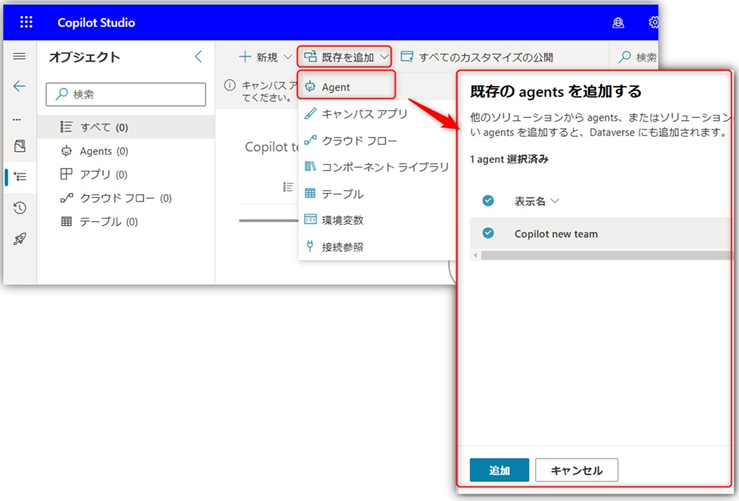 Copilot Studio
オブジェクト
検索
すべて (0)
Agents (0)
アプリ (0)
クラウド フロー (0)
テーブル (0)
新規
既存を追加
すべてのカスタマイズの公開
検索
キャンバス ア
てください。
Copilot te
Agent
キャンバス アプリ
クラウド フロー
コンポーネント ライブラリ
テーブル
環境変数
接続参照
既存の agents を追加する
他のソリューションから agents、またはソリューション
い agents を追加すると、Dataverse にも追加されます。
1 agent 選択済み
表示名
Copilot new team
追加
キャンセル